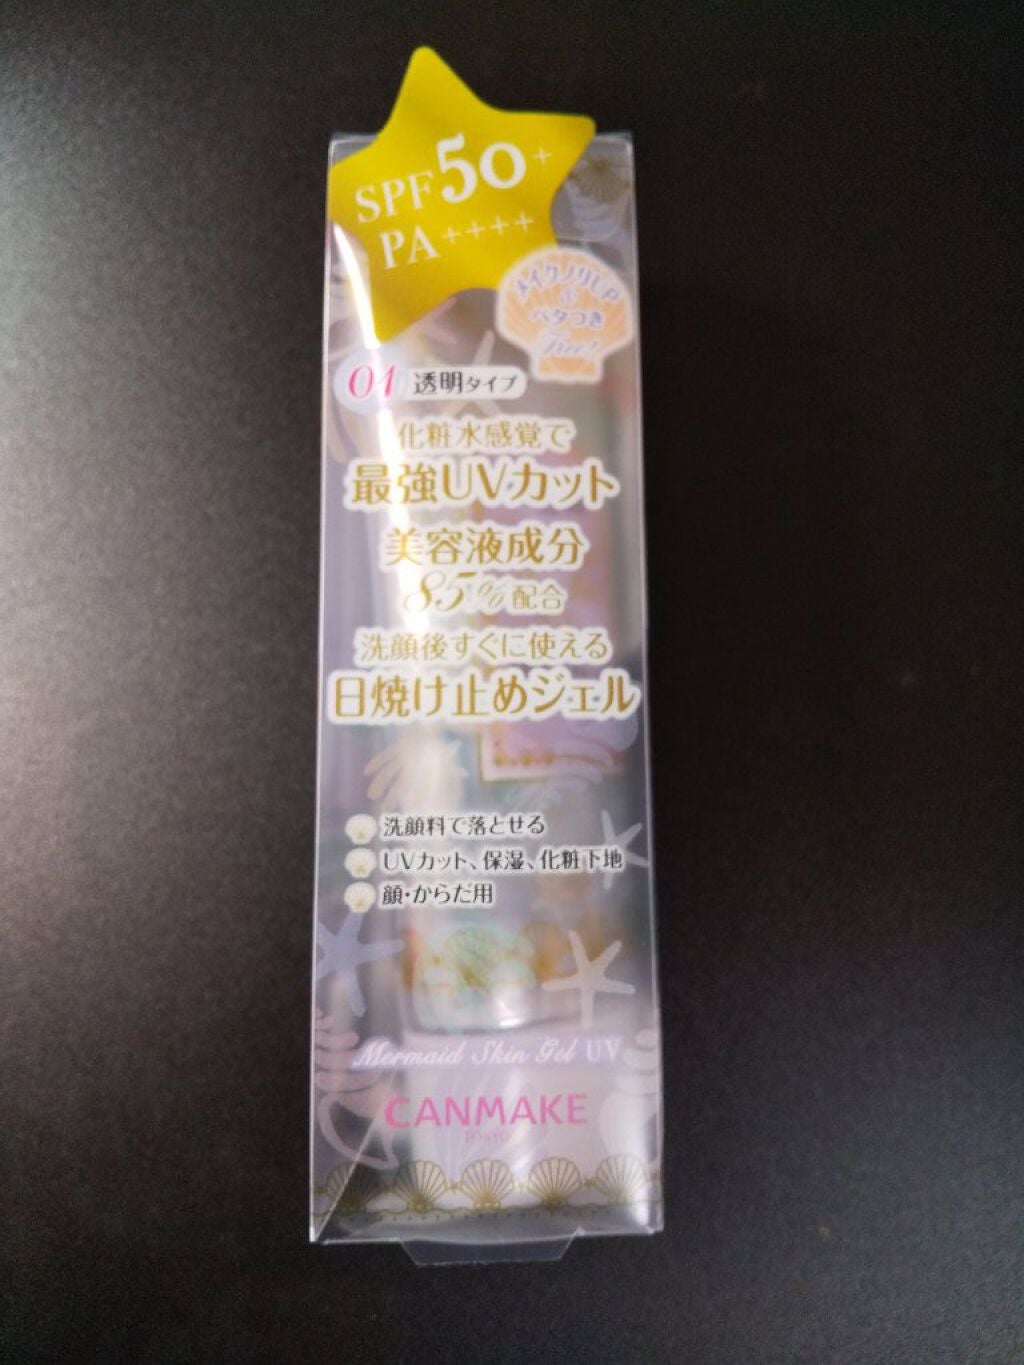 SPF50+
PA++++
メイクノリUP
&
ベタつき
Free!
01 透明タイプ
化粧水感覚で
最強UVカット
美容液成分
85%配合
洗顔後すぐに使える
日焼け止めジェル
洗顔料で落とせる
UVカット、保湿、化粧下地
顔・からだ用
Mermaid Skin Gel UV
CANMAKE
TOKYO